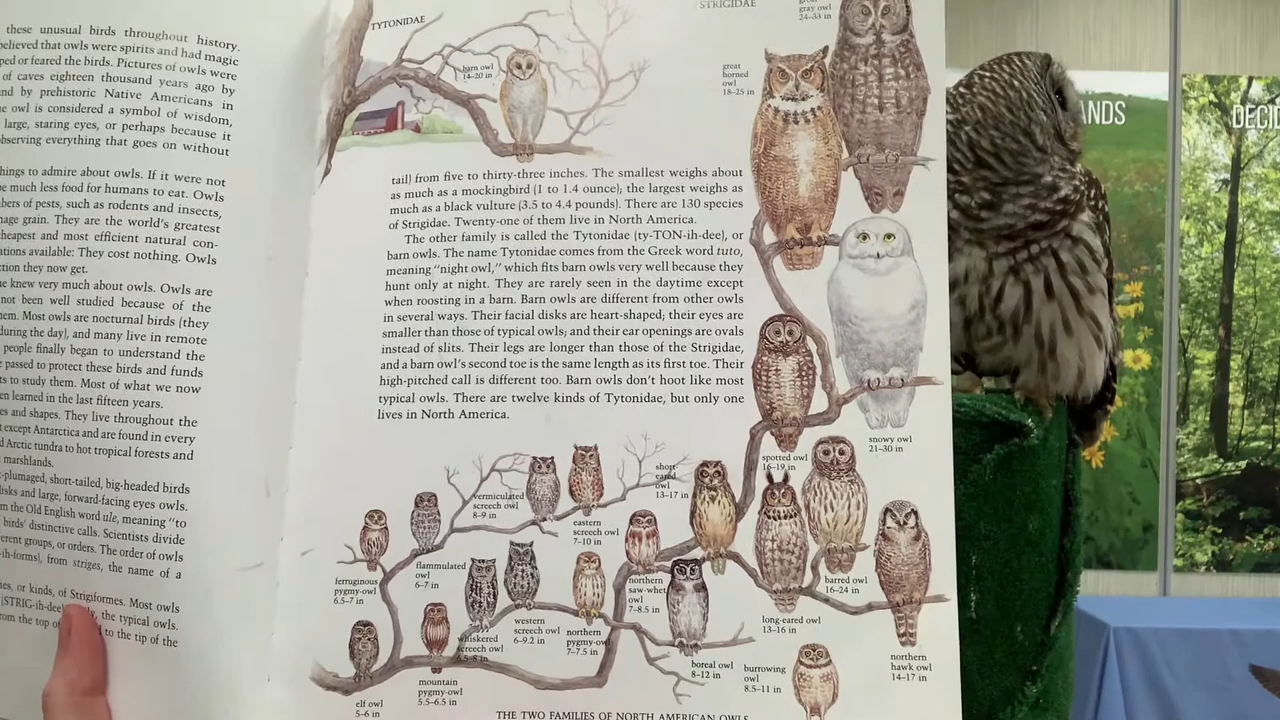 these unusual birds throughout history.
believed that owls were spirits and had magic
ped or feared the birds. Pictures of owls were
of caves eighteen thousand years ago by
nd by prehistoric Native Americans in
e owl is considered a symbol of wisdom,
large, staring eyes, or perhaps because it
observing everything that goes on without
hings to admire about owls. If it were not
be much less food for humans to eat. Owls
bers of pests, such as rodents and insects,
nage grain. They are the world's greatest
cheapest and most efficient natural con-
ations available: They cost nothing. Owls
ction they now get.
e knew very much about owls. Owls are
not been well studied because of the
hem. Most owls are nocturnal birds (they
during the day), and many live in remote
people finally began to understand the
e passed to protect these birds and funds
ts to study them. Most of what we now
en learned in the last fifteen years.
es and shapes. They live throughout the
t except Antarctica and are found in every
d Arctic tundra to hot tropical forests and
marshlands.
t-plumaged, short-tailed, big-headed birds
disks and large, forward-facing eyes owls.
m the Old English word ule, meaning "to
birds' distinctive calls. Scientists divide
erent groups, or orders. The order of owls
-ih-forms), from striges, the name of a
nes, or kinds, of Strigiformes. Most owls
(STRIG-ih-dee the typical owls.
rom the top of to the tip of the
TYTONIDAE
barn owl
14–20 in
STRIGIDAE
great
gray owl
24–33 in
great
horned
owl
18–25 in
tail) from five to thirty-three inches. The smallest weighs about
as much as a mockingbird (1 to 1.4 ounce); the largest weighs as
much as a black vulture (3.5 to 4.4 pounds). There are 130 species
of Strigidae. Twenty-one of them live in North America.
The other family is called the Tytonidae (ty-TON-ih-dee), or
barn owls. The name Tytonidae comes from the Greek word tuto,
meaning "night owl," which fits barn owls very well because they
hunt only at night. They are rarely seen in the daytime except
when roosting in a barn. Barn owls are different from other owls
in several ways. Their facial disks are heart-shaped; their eyes are
smaller than those of typical owls; and their ear openings are ovals
instead of slits. Their legs are longer than those of the Strigidae,
and a barn owl's second toe is the same length as its first toe. Their
high-pitched call is different too. Barn owls don't hoot like most
typical owls. There are twelve kinds of Tytonidae, but only one
lives in North America.
snowy owl
21–30 in
spotted owl
16–19 in
short-
eared
owl
13–17 in
vermiculated
screech owl
8–9 in
eastern
screech owl
7–10 in
ferruginous
pygmy-owl
6.5–7 in
flammulated
owl
6–7 in
northern
saw-whet
owl
7–8.5 in
barred owl
16–24 in
long-eared owl
13–16 in
western
screech owl
6–9.2 in
whiskered
screech owl
6.5–8 in
northern
pygmy-owl
7–7.5 in
northern
hawk owl
14–17 in
boreal owl
8–12 in
burrowing
owl
8.5–11 in
mountain
pygmy-owl
5.5–6.5 in
elf owl
5–6 in
THE TWO FAMILIES OF NORTH AMERICAN OWLS
ANDS
DECI